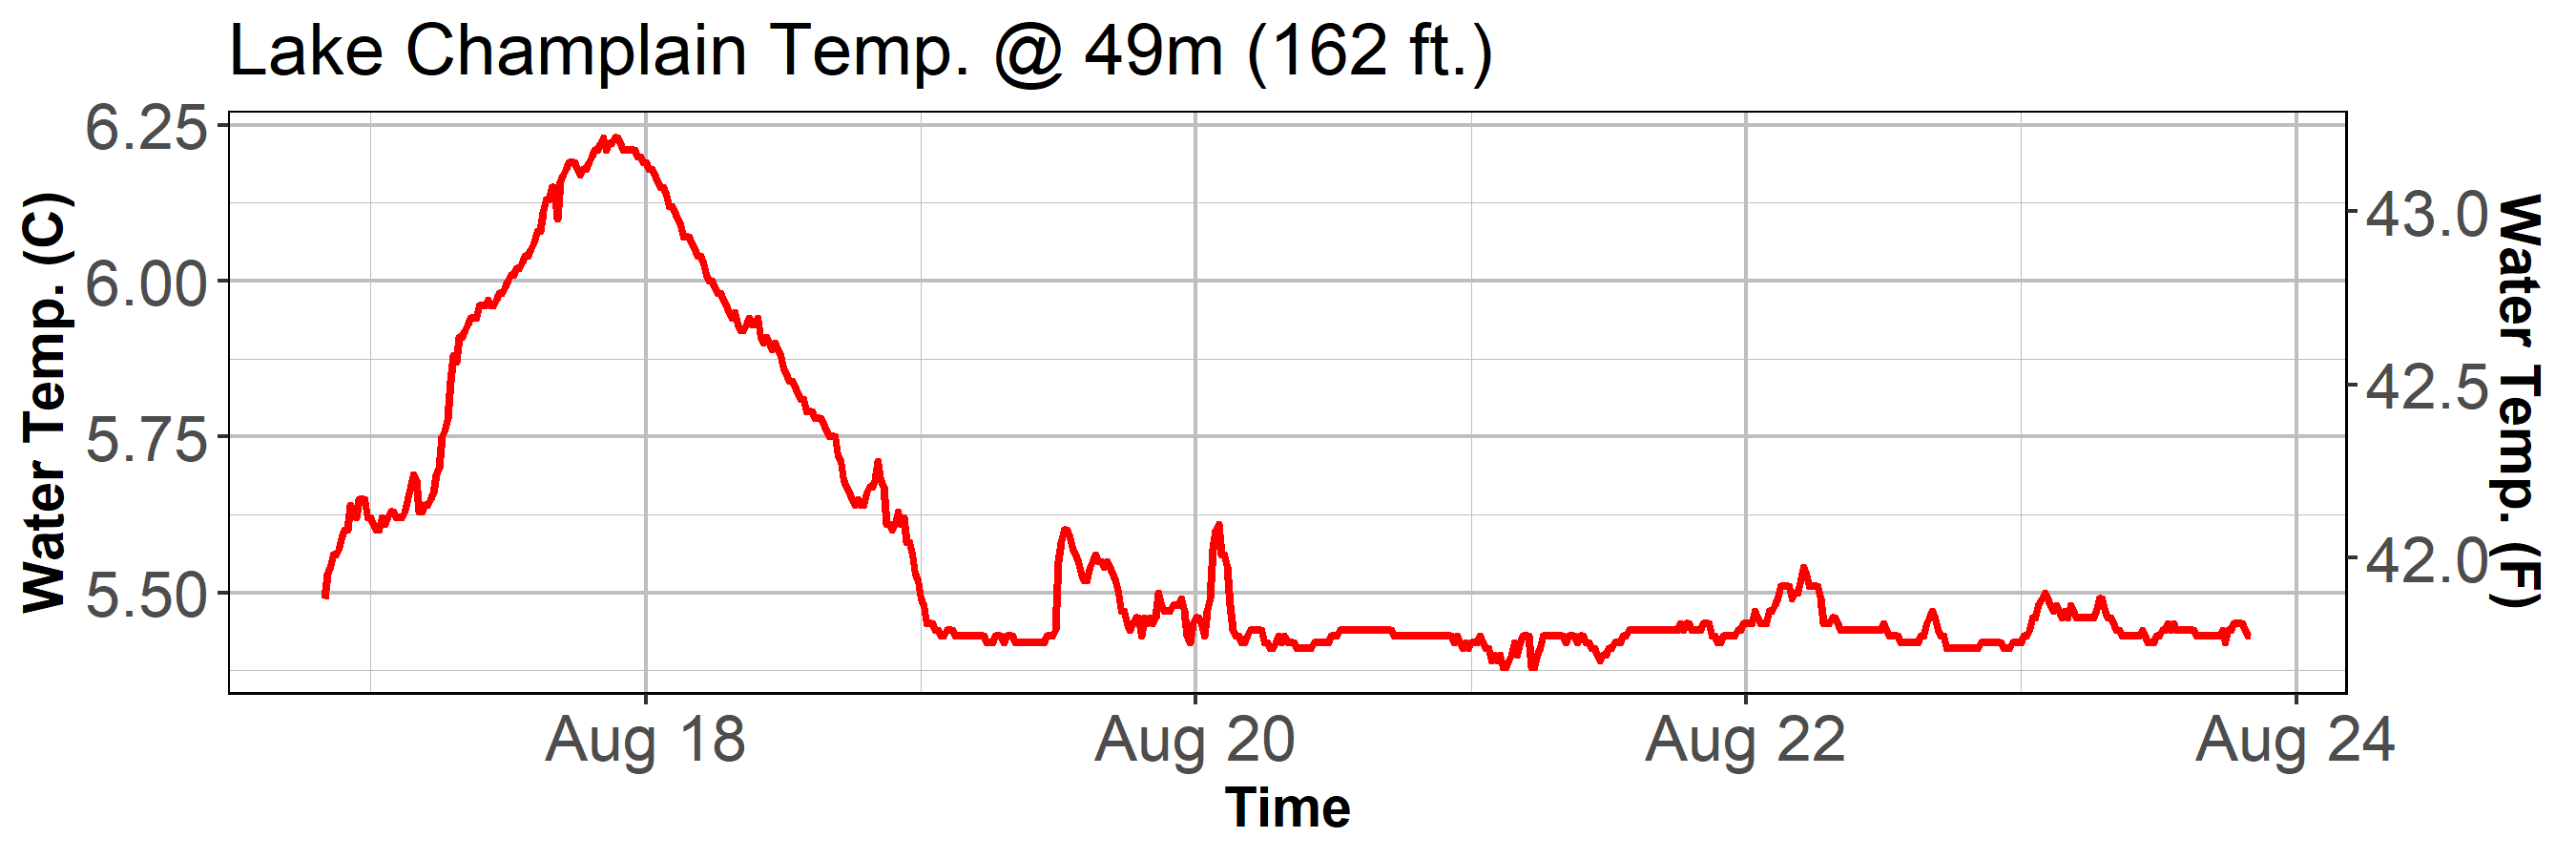 Lake Champlain Temp. @ 49m (162 ft.)
Water Temp. (C)
6.25
6.00
5.75
5.50
43.0
42.5
42.0
Water Temp. (F)
Aug 18 Aug 20 Aug 22 Aug 24
Time